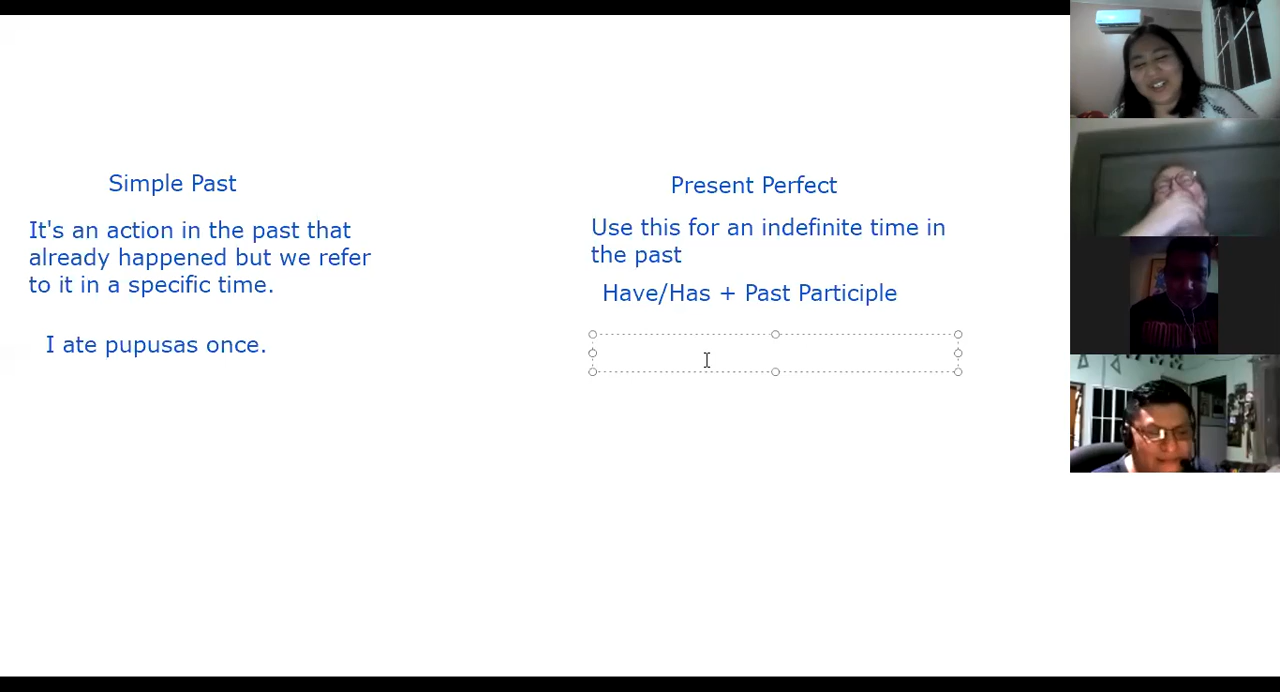 Simple Past
It's an action in the past that
already happened but we refer
to it in a specific time.
I ate pupusas once.
Present Perfect
Use this for an indefinite time in
the past
Have/Has + Past Participle